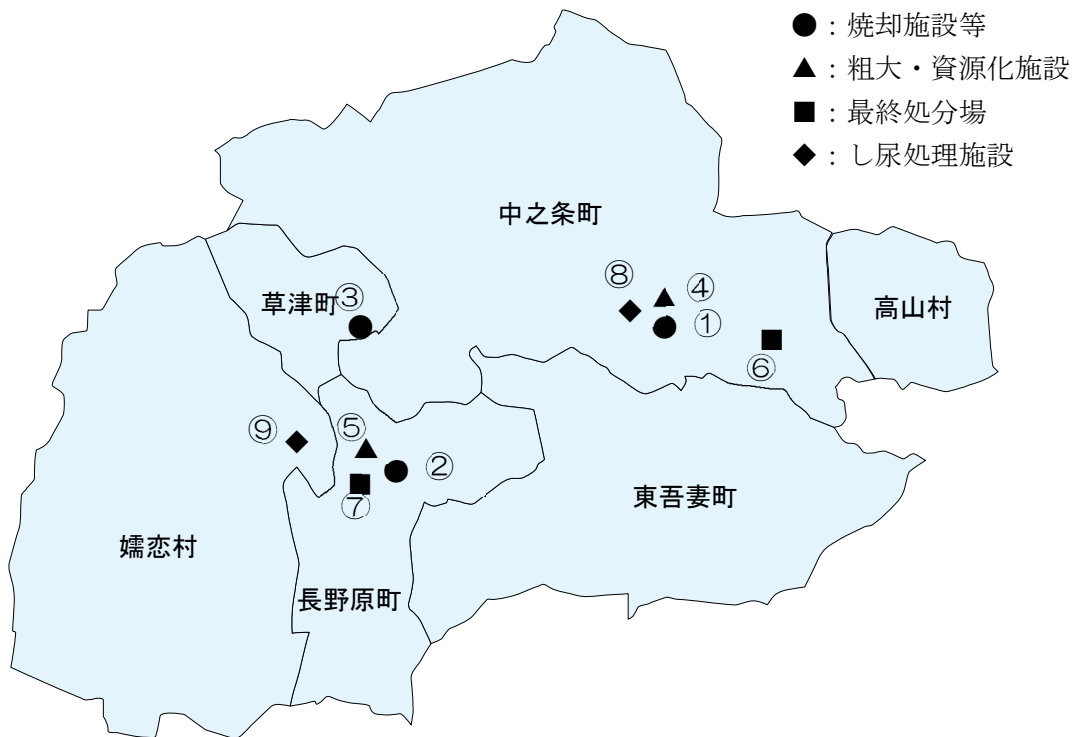 ●：焼却施設等
▲：粗大・資源化施設
■：最終処分場
◆：し尿処理施設
中之条町
⑧
④
草津町
③
①
高山村
⑥
⑨
⑤
②
⑦
東吾妻町
嬬恋村
長野原町